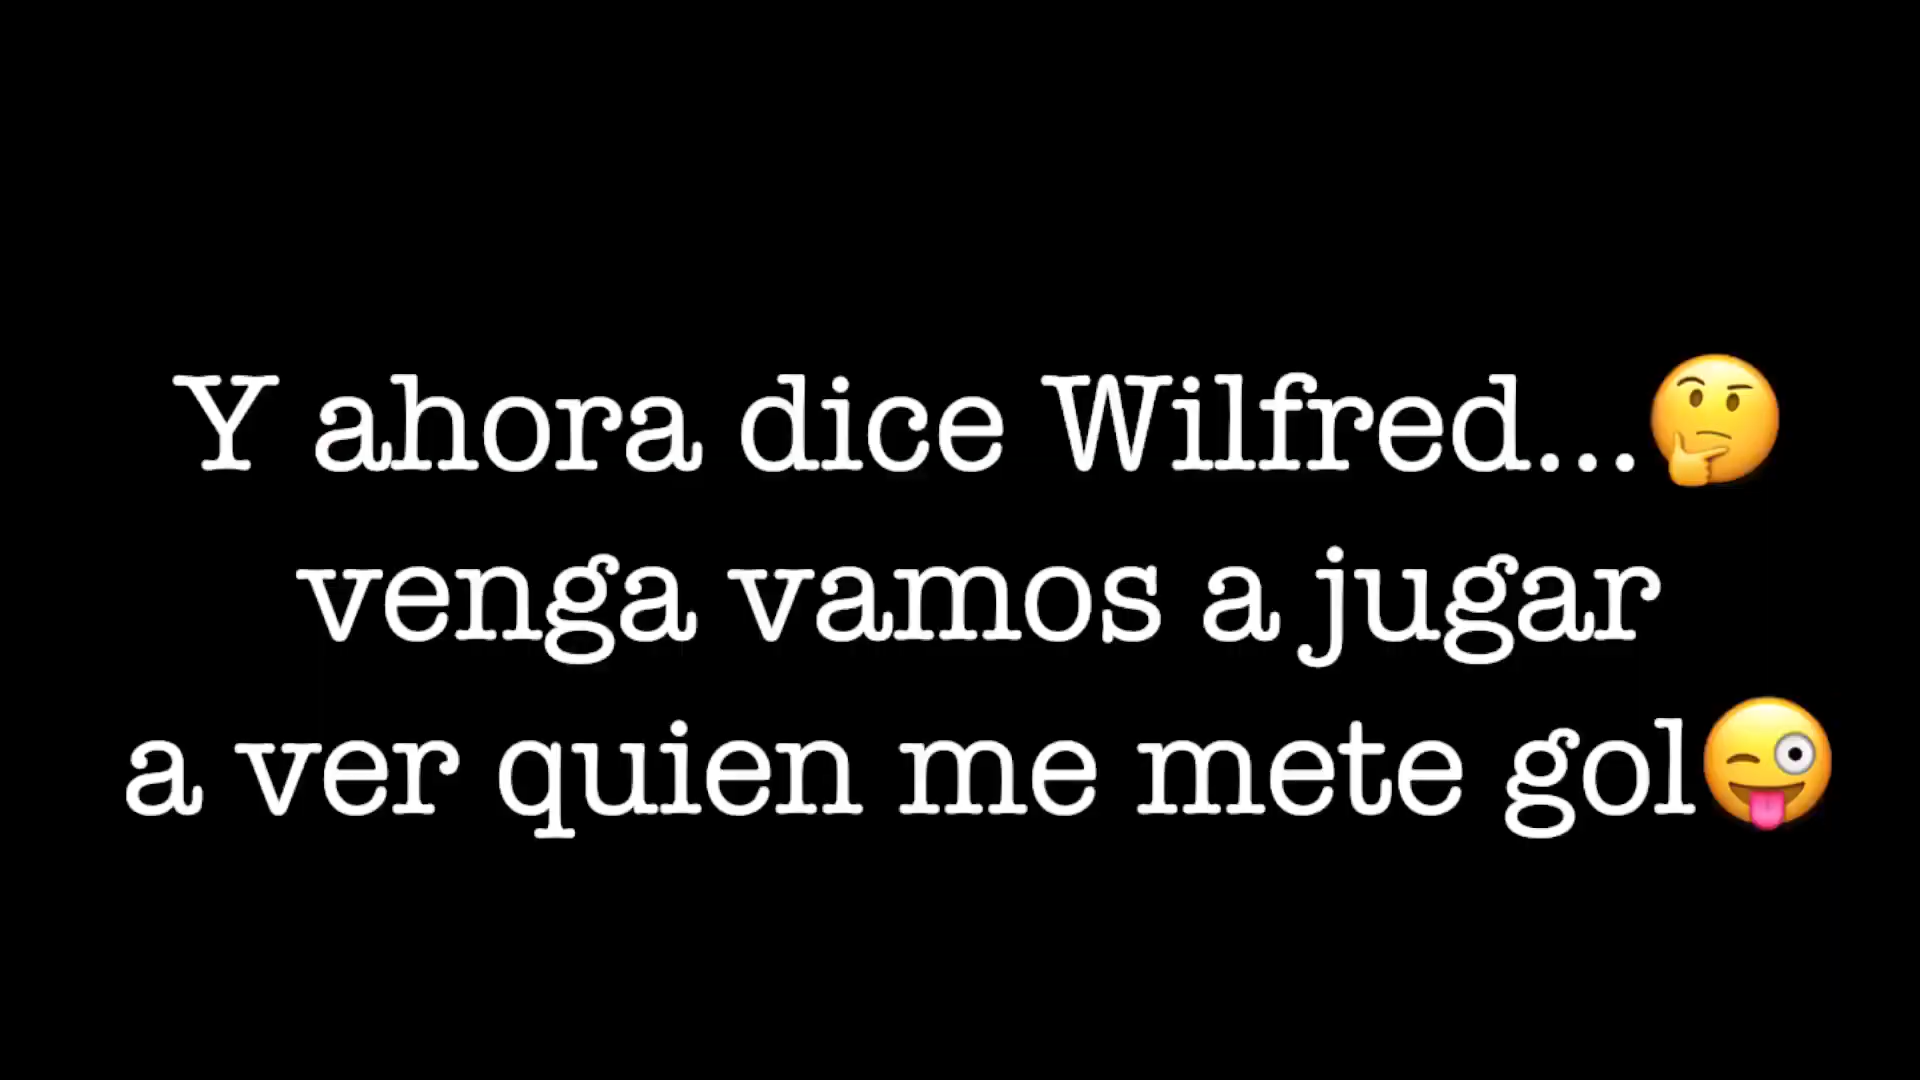 Y ahora dice Wilfred...🤔
venga vamos a jugar
a ver quien me mete gol😜